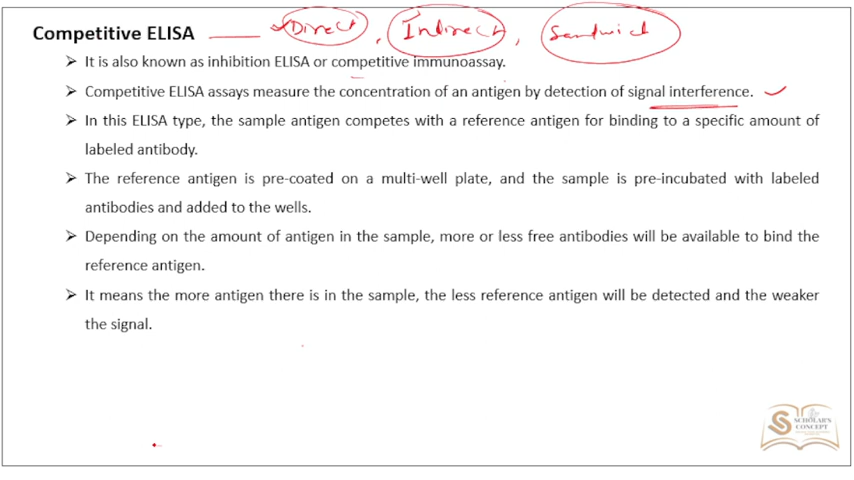 Competitive ELISA Direct, Indirect, Sandwich
➢ It is also known as inhibition ELISA or competitive immunoassay.
➢ Competitive ELISA assays measure the concentration of an antigen by detection of signal interference.
➢ In this ELISA type, the sample antigen competes with a reference antigen for binding to a specific amount of
labeled antibody.
➢ The reference antigen is pre-coated on a multi-well plate, and the sample is pre-incubated with labeled
antibodies and added to the wells.
➢ Depending on the amount of antigen in the sample, more or less free antibodies will be available to bind the
reference antigen.
➢ It means the more antigen there is in the sample, the less reference antigen will be detected and the weaker
the signal.
SCHOLAR'S
CONCEPT